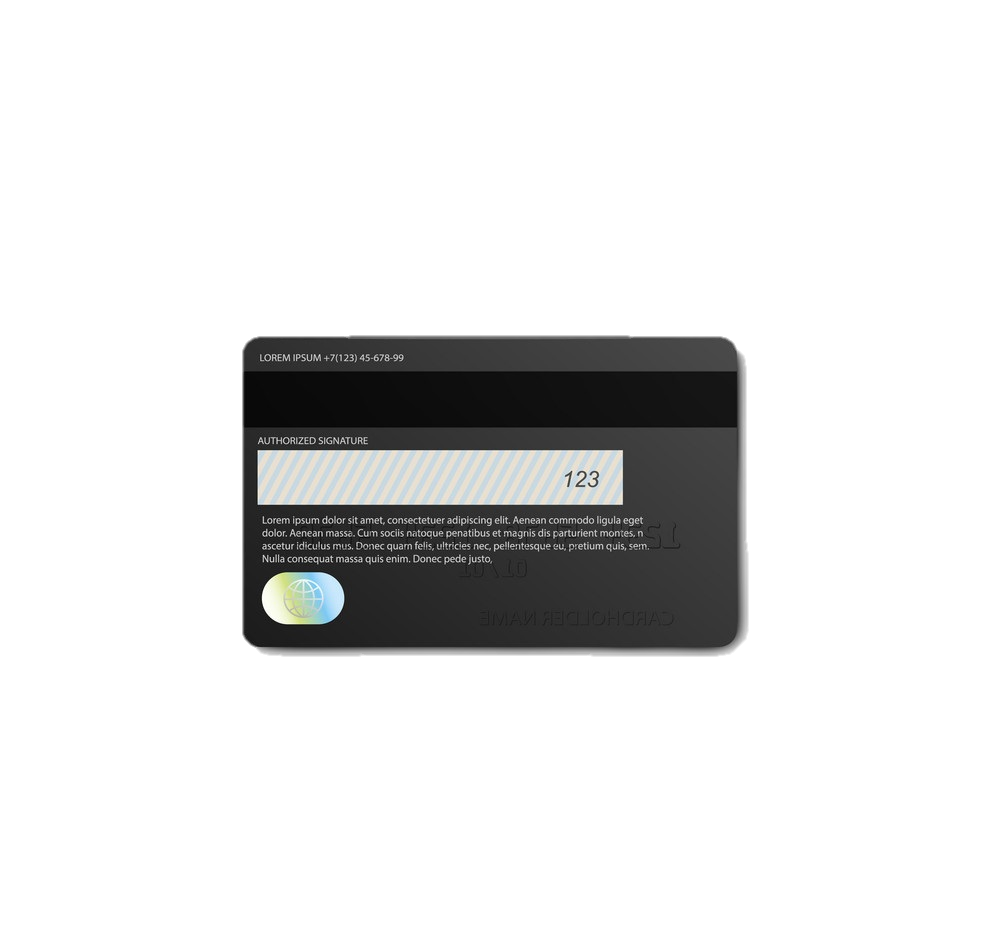 LOREM IPSUM +7(123) 45-678-99
AUTHORIZED SIGNATURE
123
Lorem ipsum dolor sit amet, consectetuer adipiscing elit. Aenean commodo ligula eget
dolor. Aenean massa. Cum sociis natoque penatibus et magnis dis parturient montes, n
ascetur idiculus mus. Donec quam felis, ultricies nec, pellentesque eu, pretium quis, sem.
Nulla consequat massa quis enim. Donec pede justo,
CARDHOLDER NAME